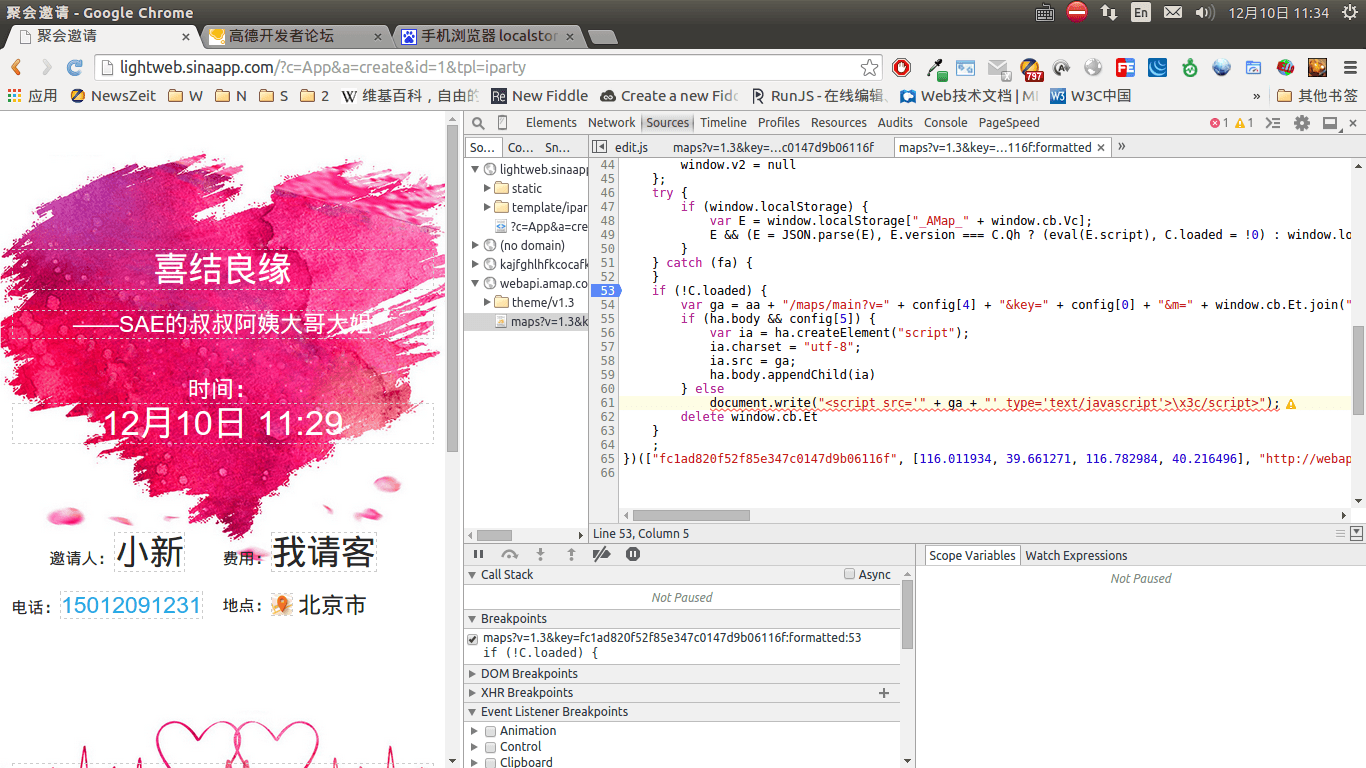 聚会邀请 - Google Chrome
En
12月10日 11:34
聚会邀请
高德开发者论坛
手机浏览器 localstor
lightweb.sinaapp.com/?c=App&a=create&id=1&tpl=iparty
797
应用 NewsZeit W N S 2 维基百科，自由的 New Fiddle Create a new Fidd RunJS - 在线编辑、 Web技术文档 | W3C中国 » 其他书签
喜结良缘
——SAE的叔叔阿姨大哥大姐
时间：
12月10日 11:29
邀请人： 小新 费用： 我请客
电话： 15012091231 地点： 北京市
Elements Network Sources Timeline Profiles Resources Audits Console PageSpeed 1 1
So... Co... Sn...
edit.js maps?v=1.3&key=...c0147d9b06116f maps?v=1.3&key=...116f:formatted × »
lightweb.sinaapp
static
template/ipar
?c=App&a=cre
(no domain)
kajfghlhfkcocafk
webapi.amap.co
theme/v1.3
maps?v=1.3&k
44 window.v2 = null
45 };
46 try {
47 if (window.localStorage) {
48 var E = window.localStorage["_AMap_" + window.cb.Vc];
49 E && (E = JSON.parse(E), E.version === C.Qh ? (eval(E.script), C.loaded = !0) : window.lo
50 }
51 } catch (fa) {
52 }
53 if (!C.loaded) {
54 var ga = aa + "/maps/main?v=" + config[4] + "&key=" + config[0] + "&m=" + window.cb.Et.join("
55 if (ha.body && config[5]) {
56 var ia = ha.createElement("script");
57 ia.charset = "utf-8";
58 ia.src = ga;
59 ha.body.appendChild(ia)
60 } else
61 document.write("<script src='" + ga + "' type='text/javascript'>\x3c/script>");
62 delete window.cb.Et
63 }
64 ;
65 })(["fc1ad820f52f85e347c0147d9b06116f", [116.011934, 39.661271, 116.782984, 40.216496], "http://webap
66
Line 53, Column 5
Call Stack Async
Not Paused
Breakpoints
maps?v=1.3&key=fc1ad820f52f85e347c0147d9b06116f:formatted:53
if (!C.loaded) {
DOM Breakpoints
XHR Breakpoints
Event Listener Breakpoints
Animation
Control
Clipboard
Scope Variables Watch Expressions
Not Paused